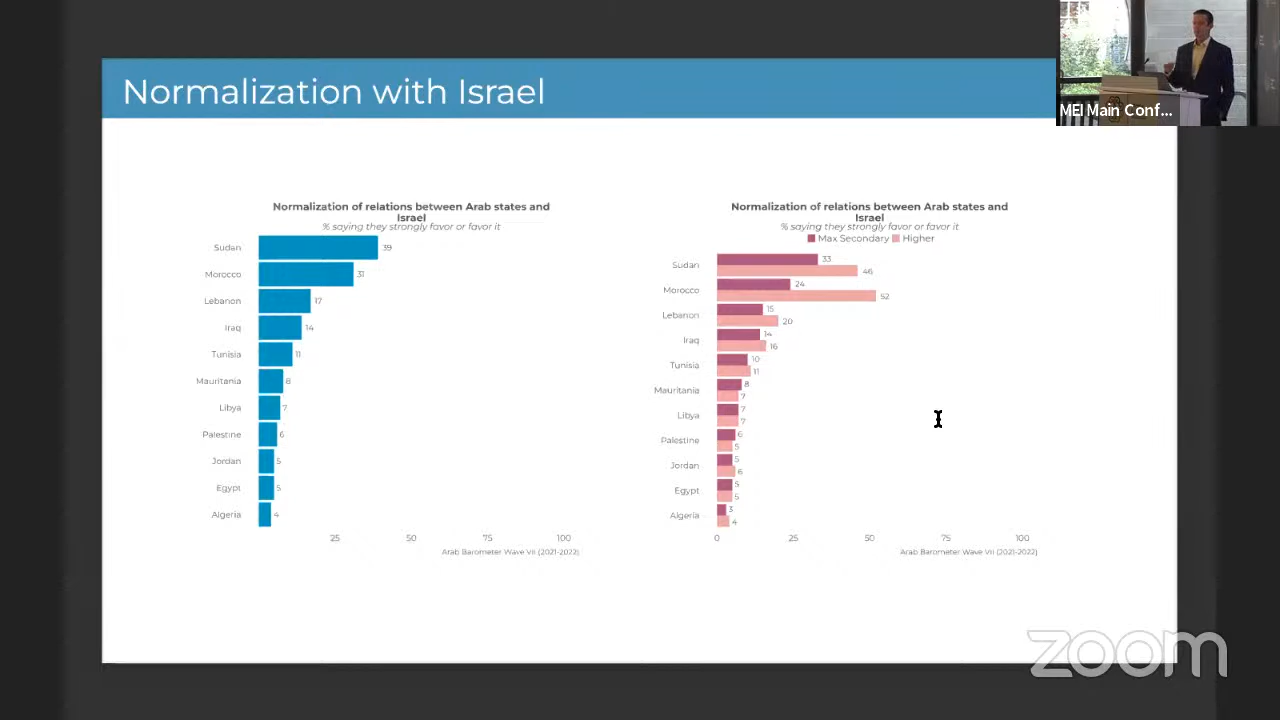 Normalization with Israel
MEI Main Conf...
Normalization of relations between Arab states and
Israel
% saying they strongly favor or favor it
Sudan 39
Morocco 31
Lebanon 17
Iraq 14
Tunisia 11
Mauritania 8
Libya 7
Palestine 6
Jordan 5
Egypt 5
Algeria 4
25 50 75 100
Arab Barometer Wave VII (2021-2022)
Normalization of relations between Arab states and
Israel
% saying they strongly favor or favor it
Max Secondary Higher
Sudan 33
46
Morocco 24
52
Lebanon 15
20
Iraq 14
16
Tunisia 10
11
Mauritania 8
7
Libya 7
7
Palestine 6
5
Jordan 5
6
Egypt 5
5
Algeria 3
4
0 25 50 75 100
Arab Barometer Wave VII (2021-2022)
zoom